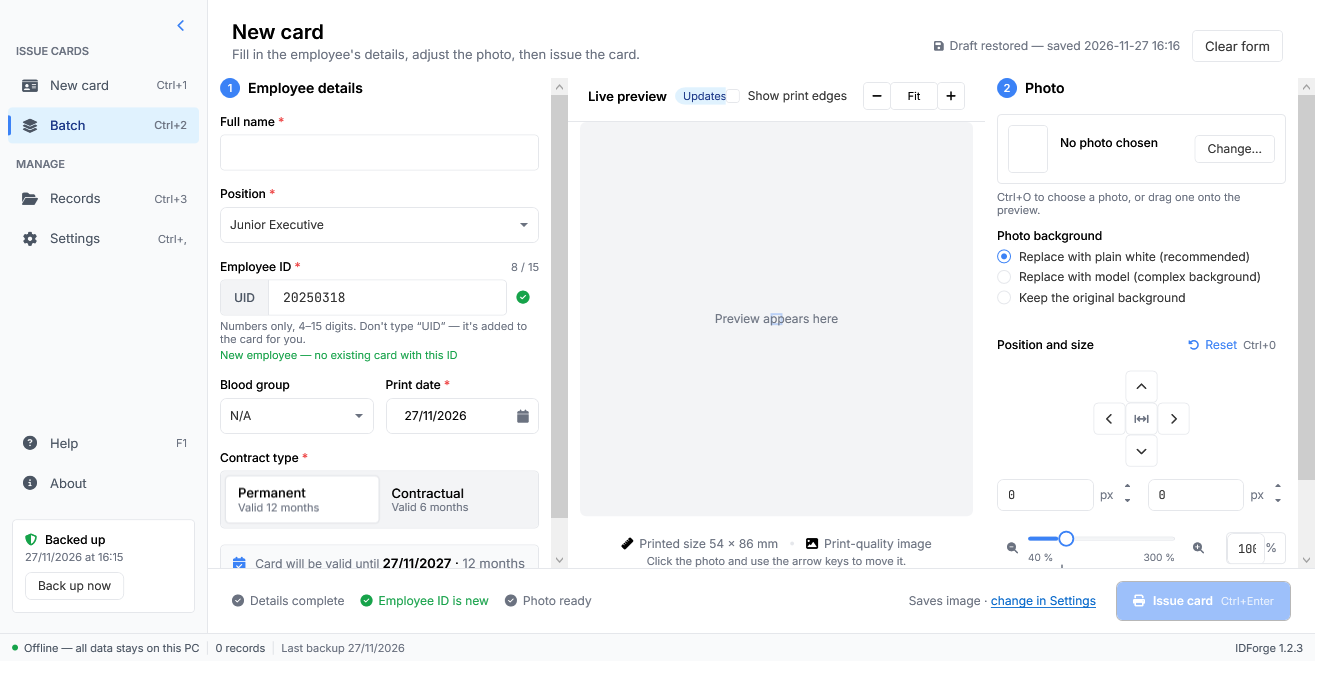 ISSUE CARDS
New card Ctrl+1
Batch Ctrl+2
MANAGE
Records Ctrl+3
Settings Ctrl+,
Help F1
About
Backed up
27/11/2026 at 16:15
Back up now
New card
Fill in the employee's details, adjust the photo, then issue the card.
Draft restored — saved 2026-11-27 16:16
Clear form
1 Employee details
Full name *
Position *
Junior Executive
Employee ID * 8 / 15
UID 20250318
Numbers only, 4–15 digits. Don't type “UID” — it's added to
the card for you.
New employee — no existing card with this ID
Blood group Print date *
N/A 27/11/2026
Contract type *
Permanent Contractual
Valid 12 months Valid 6 months
Card will be valid until 27/11/2027 · 12 months
Live preview Updates Show print edges − Fit +
Preview appears here
Printed size 54 × 86 mm • Print-quality image
Click the photo and use the arrow keys to move it.
2 Photo
No photo chosen Change...
Ctrl+O to choose a photo, or drag one onto the
preview.
Photo background
Replace with plain white (recommended)
Replace with model (complex background)
Keep the original background
Position and size Reset Ctrl+0
0 px 0 px
40 % 300 % 100 %
Details complete Employee ID is new Photo ready
Saves image · change in Settings
Issue card Ctrl+Enter
Offline — all data stays on this PC 0 records Last backup 27/11/2026
IDForge 1.2.3